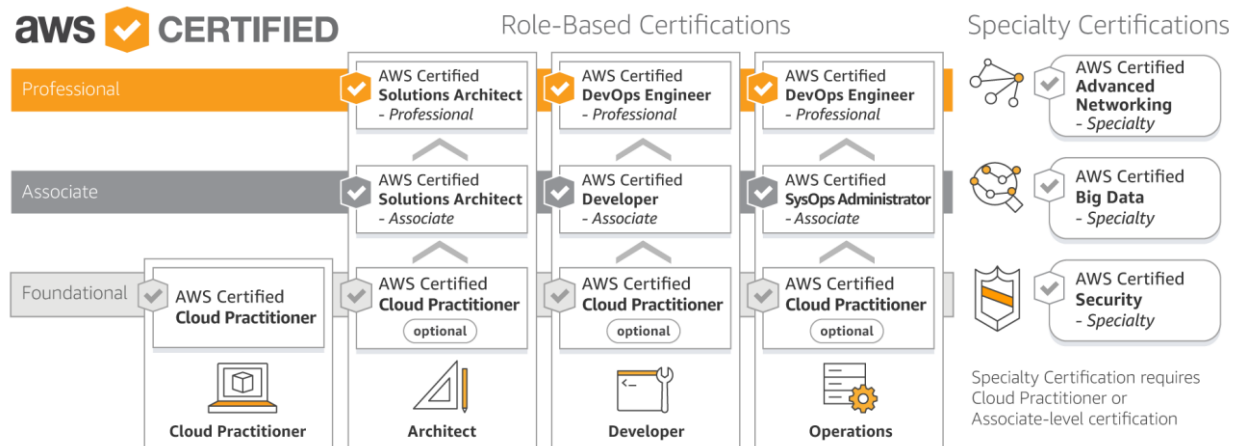 aws CERTIFIED
Role-Based Certifications
Specialty Certifications
Professional
AWS Certified
Solutions Architect
- Professional
AWS Certified
DevOps Engineer
- Professional
AWS Certified
DevOps Engineer
- Professional
AWS Certified
Advanced
Networking
- Specialty
Associate
AWS Certified
Solutions Architect
- Associate
AWS Certified
Developer
- Associate
AWS Certified
SysOps Administrator
- Associate
AWS Certified
Big Data
- Specialty
Foundational
AWS Certified
Cloud Practitioner
AWS Certified
Cloud Practitioner
optional
AWS Certified
Cloud Practitioner
optional
AWS Certified
Cloud Practitioner
optional
AWS Certified
Security
- Specialty
Cloud Practitioner
Architect
Developer
Operations
Specialty Certification requires
Cloud Practitioner or
Associate-level certification